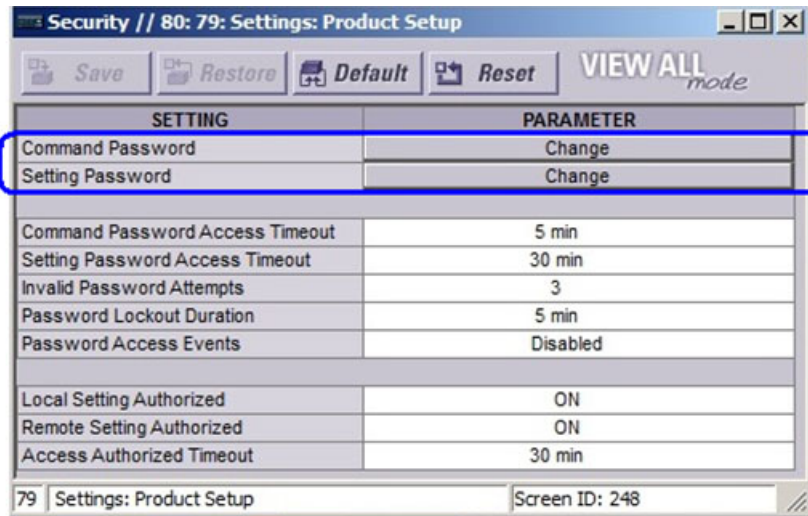 Security // 80: 79: Settings: Product Setup
Save Restore Default Reset VIEW ALL mode
SETTING PARAMETER
Command Password Change
Setting Password Change
Command Password Access Timeout 5 min
Setting Password Access Timeout 30 min
Invalid Password Attempts 3
Password Lockout Duration 5 min
Password Access Events Disabled
Local Setting Authorized ON
Remote Setting Authorized ON
Access Authorized Timeout 30 min
79 Settings: Product Setup Screen ID: 248